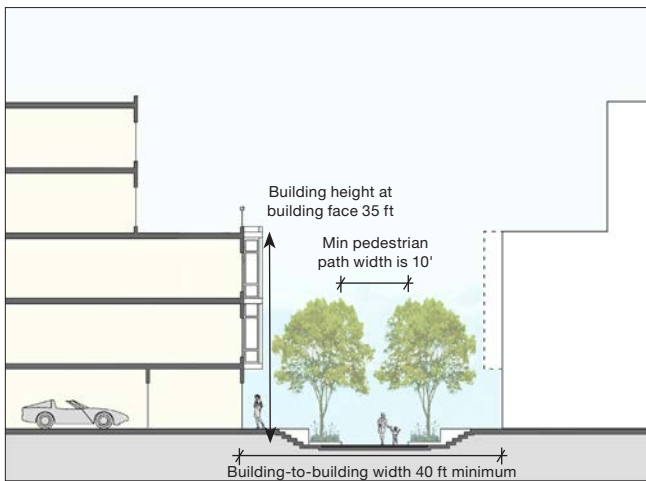 Building height at
building face 35 ft
Min pedestrian
path width is 10'
Building-to-building width 40 ft minimum